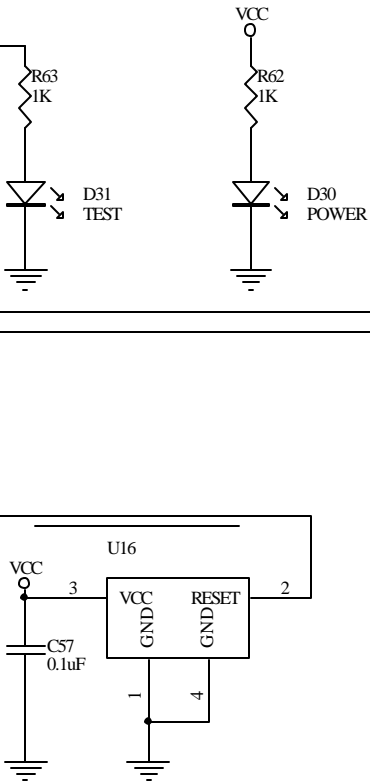 VCC
R63
1K
R62
1K
D31
TEST
D30
POWER
U16
VCC
3
VCC
RESET
2
GND
GND
C57
0.1uF
1
4